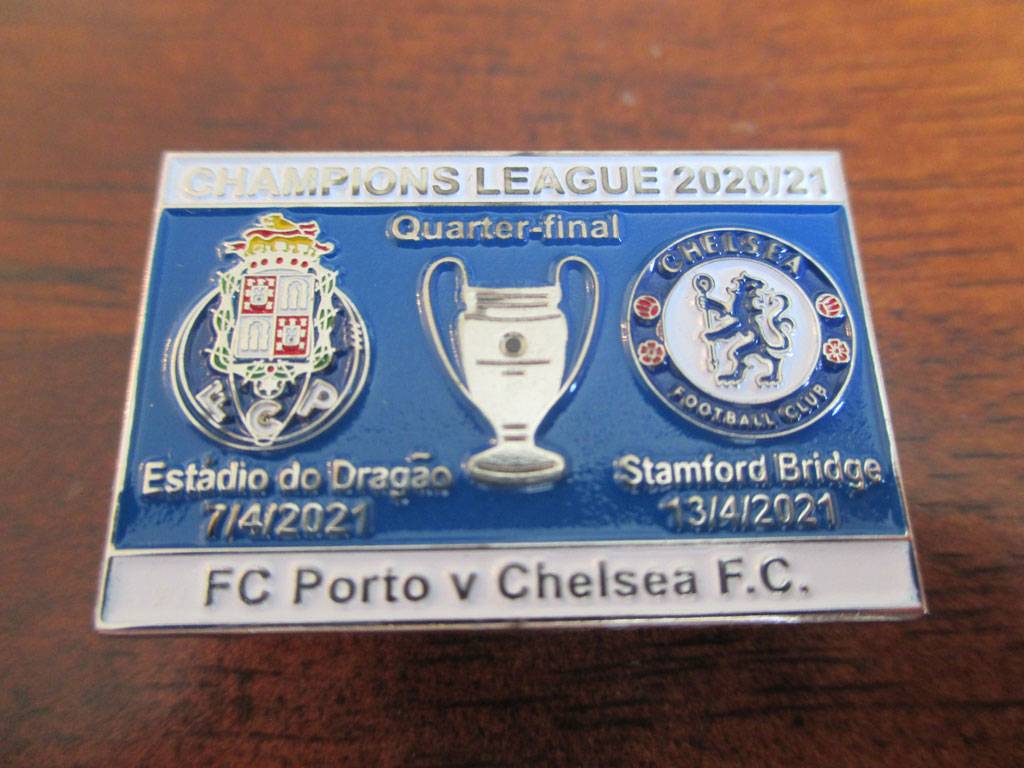 CHAMPIONS LEAGUE 2020/21
Quarter-final
FCP
CHELSEA
FOOTBALL CLUB
Estádio do Dragão
7/4/2021
Stamford Bridge
13/4/2021
FC Porto v Chelsea F.C.